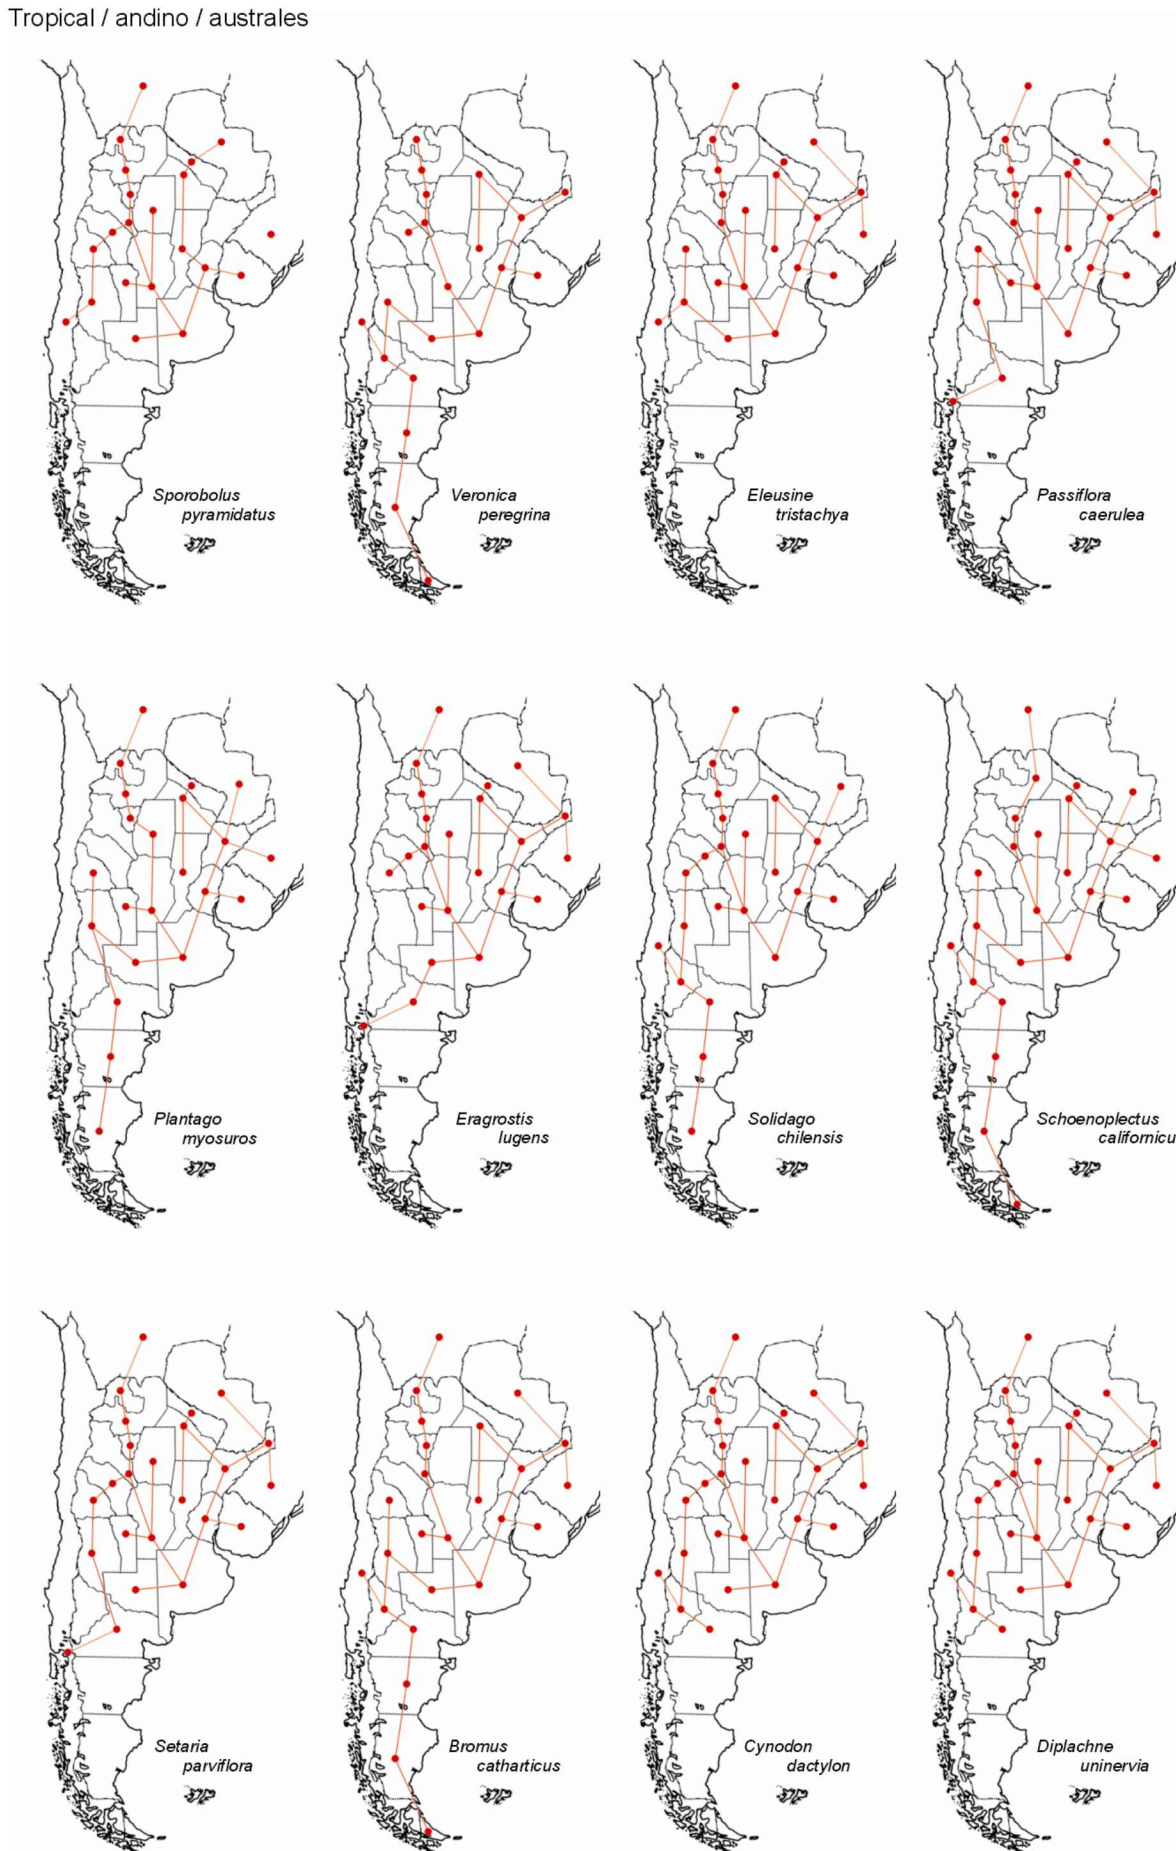 Tropical / andino / australes
Sporobolus
pyramidatus
Veronica
peregrina
Eleusine
tristachya
Passiflora
caerulea
Plantago
myosuros
Eragrostis
lugens
Solidago
chilensis
Schoenoplectus
californicu
Setaria
parviflora
Bromus
catharticus
Cynodon
dactylon
Diplachne
uninervia